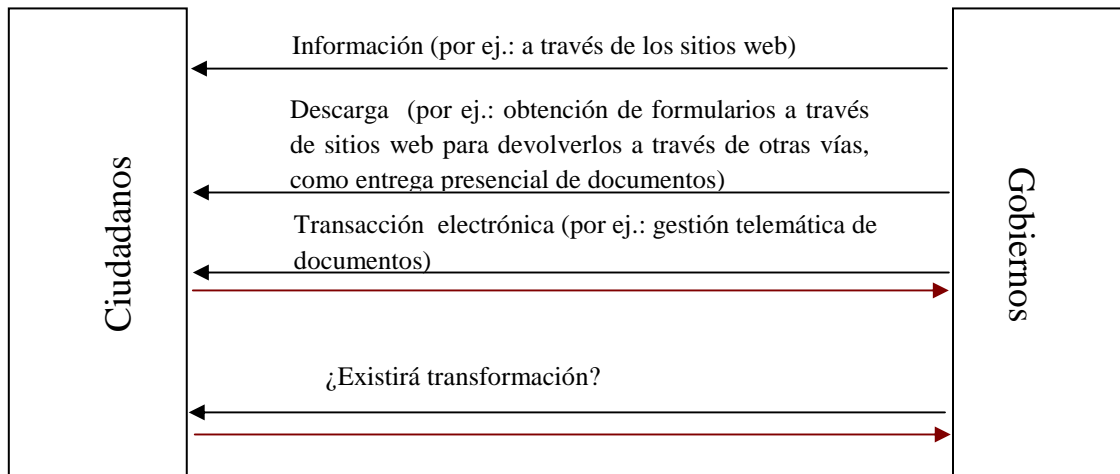 Información (por ej.: a través de los sitios web)
Descarga (por ej.: obtención de formularios a través
de sitios web para devolverlos a través de otras vías,
como entrega presencial de documentos)
Transacción electrónica (por ej.: gestión telemática de
documentos)
¿Existirá transformación?
Ciudadanos
Gobiernos